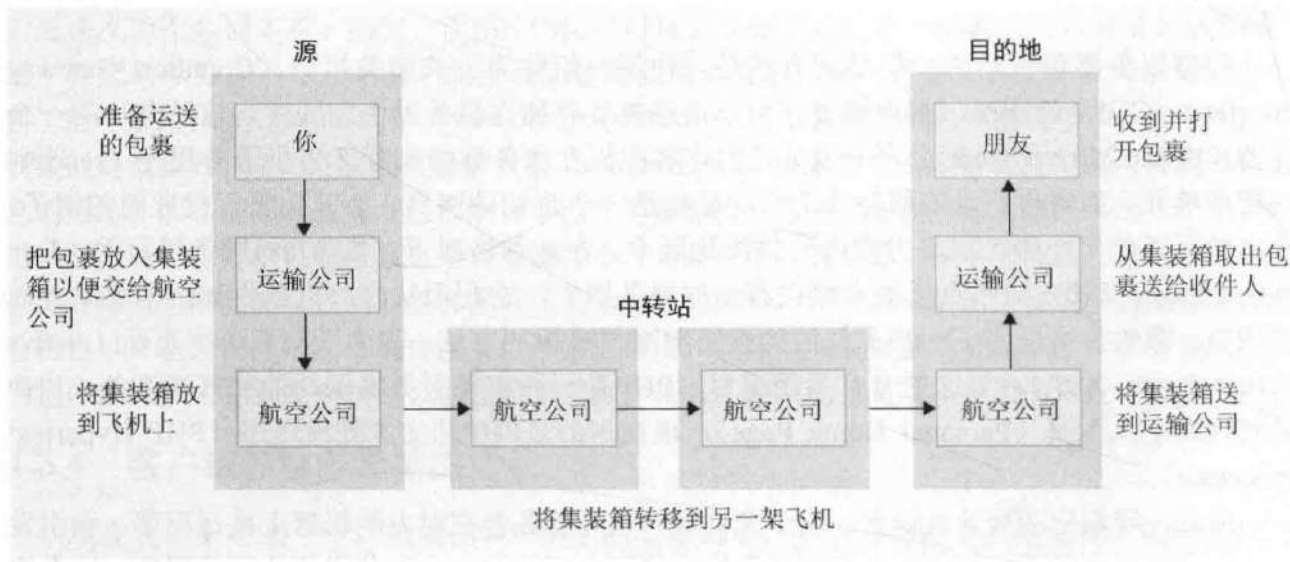 源
目的地
准备运送
的包裹
你
朋友
收到并打
开包裹
把包裹放入集装
箱以便交给航空
公司
运输公司
运输公司
从集装箱取出包
裹送给收件人
中转站
将集装箱放
到飞机上
航空公司
航空公司
航空公司
航空公司
将集装箱送
到运输公司
将集装箱转移到另一架飞机